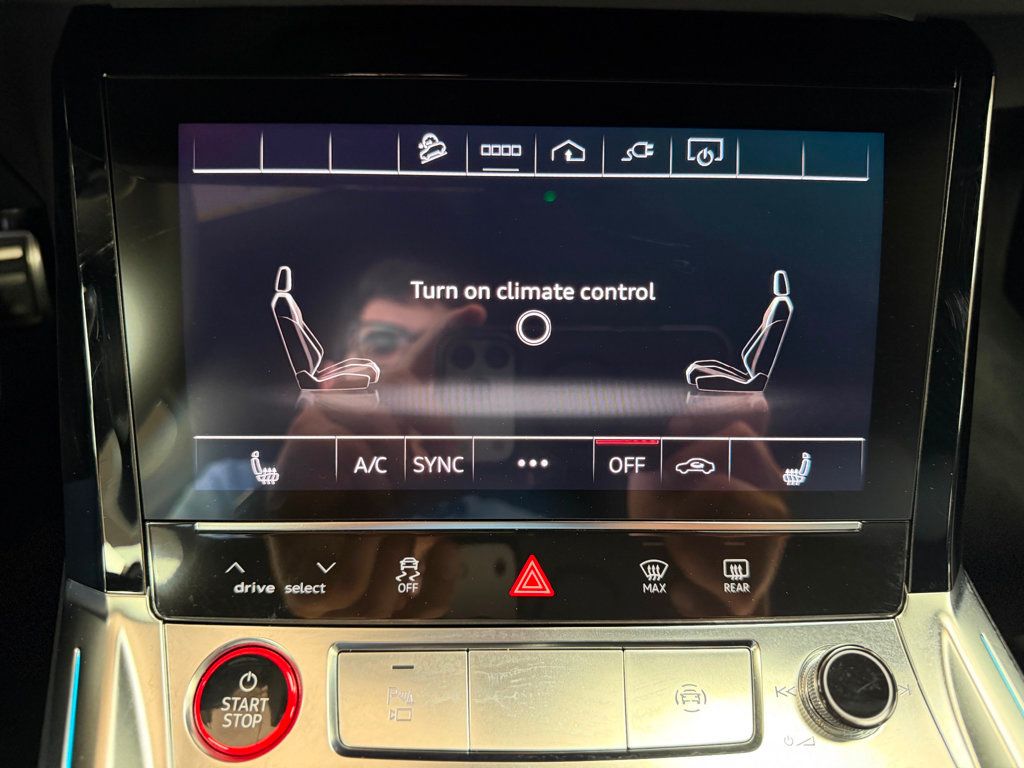 Turn on climate control
A/C SYNC ••• OFF
drive select OFF MAX REAR
START
STOP